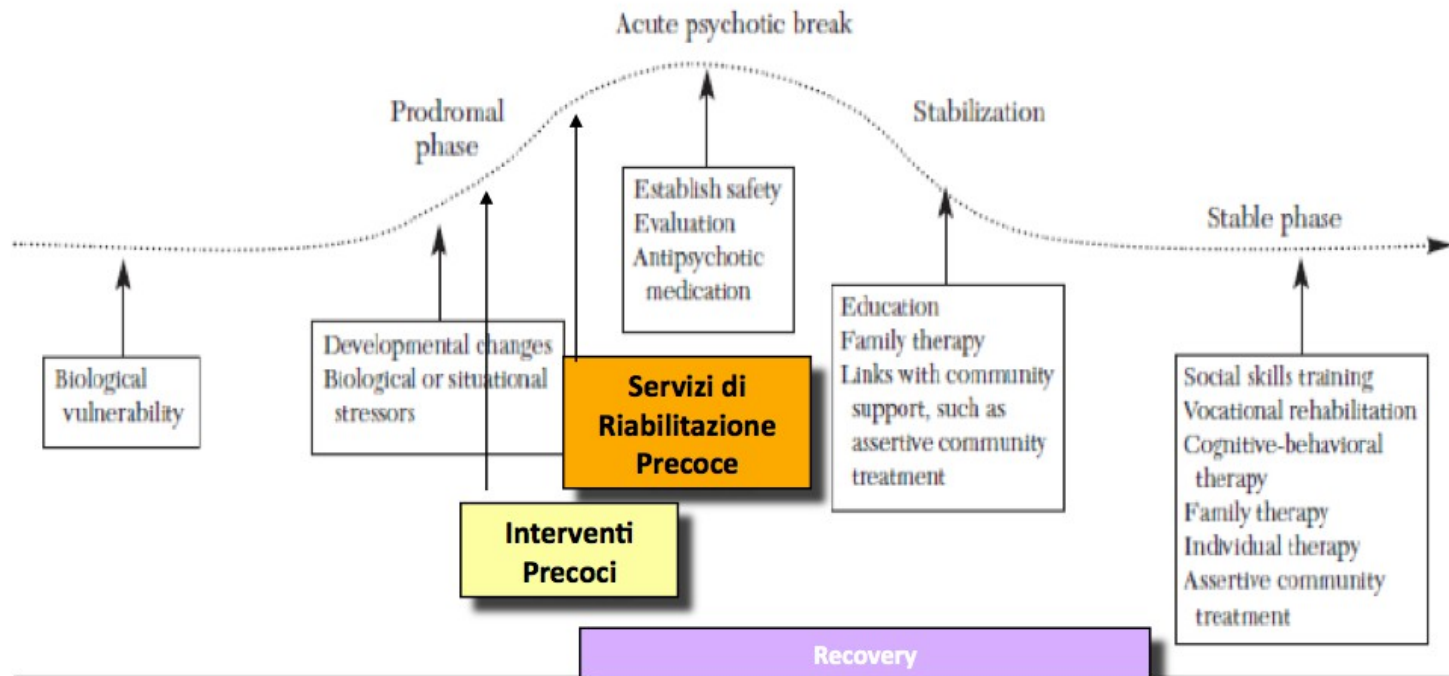 Acute psychotic break
Prodromal
phase
Stabilization
Stable phase
Biological
vulnerability
Developmental changes
Biological or situational
stressors
Establish safety
Evaluation
Antipsychotic
medication
Education
Family therapy
Links with community
support, such as
assertive community
treatment
Social skills training
Vocational rehabilitation
Cognitive-behavioral
therapy
Family therapy
Individual therapy
Assertive community
treatment
Servizi di
Riabilitazione
Precoce
Interventi
Precoci
Recovery